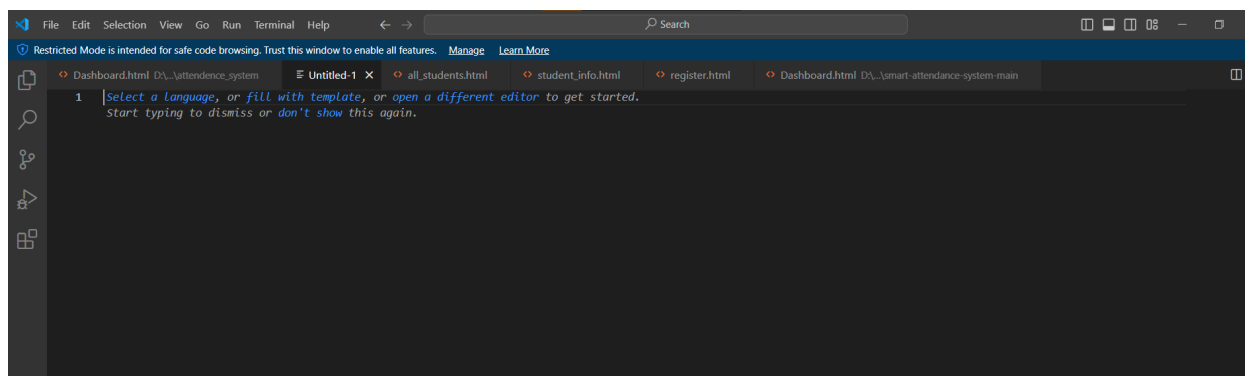 File Edit Selection View Go Run Terminal Help Search
Restricted Mode is intended for safe code browsing. Trust this window to enable all features. Manage Learn More
Dashboard.html D:\...\attendence_system Untitled-1 all_students.html student_info.html register.html Dashboard.html D:\...\smart-attendance-system-main
1 Select a language, or fill with template, or open a different editor to get started.
Start typing to dismiss or don't show this again.